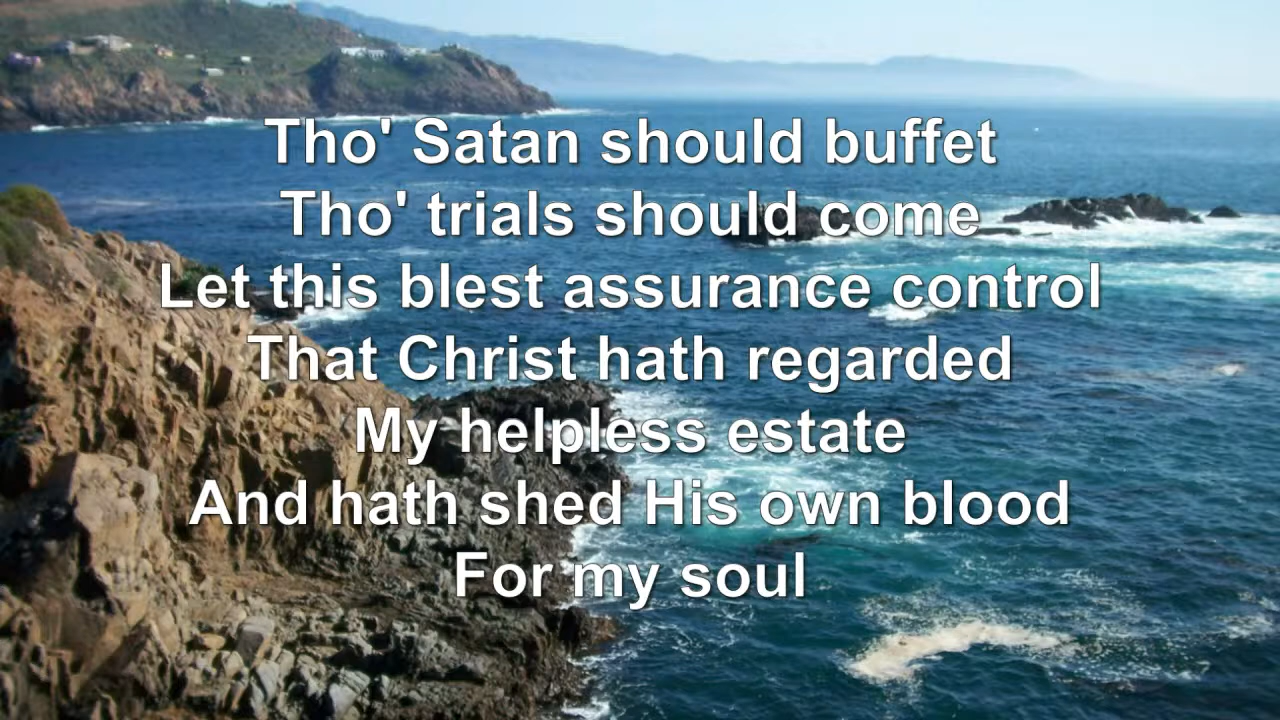 Tho' Satan should buffet
Tho' trials should come
Let this blest assurance control
That Christ hath regarded
My helpless estate
And hath shed His own blood
For my soul